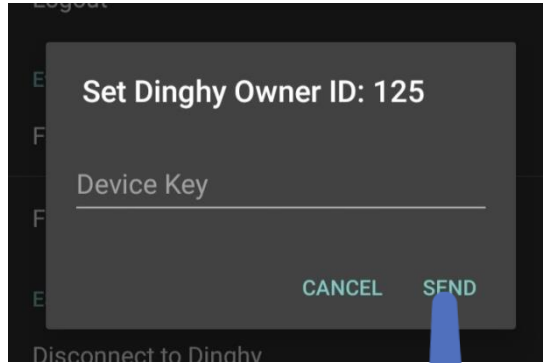 Logout
E
F
Set Dinghy Owner ID: 125
Device Key
F
CANCEL SEND
E
Disconnect to Dinghy